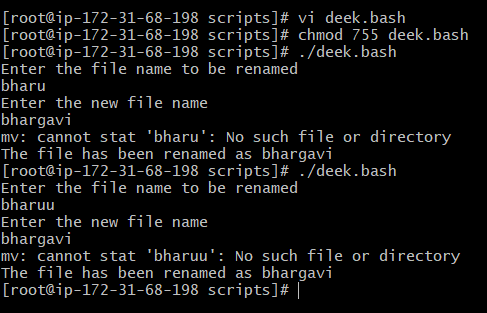 [root@ip-172-31-68-198 scripts]# vi deek.bash
[root@ip-172-31-68-198 scripts]# chmod 755 deek.bash
[root@ip-172-31-68-198 scripts]# ./deek.bash
Enter the file name to be renamed
bharu
Enter the new file name
bhargavi
mv: cannot stat 'bharu': No such file or directory
The file has been renamed as bhargavi
[root@ip-172-31-68-198 scripts]# ./deek.bash
Enter the file name to be renamed
bharuu
Enter the new file name
bhargavi
mv: cannot stat 'bharuu': No such file or directory
The file has been renamed as bhargavi
[root@ip-172-31-68-198 scripts]#